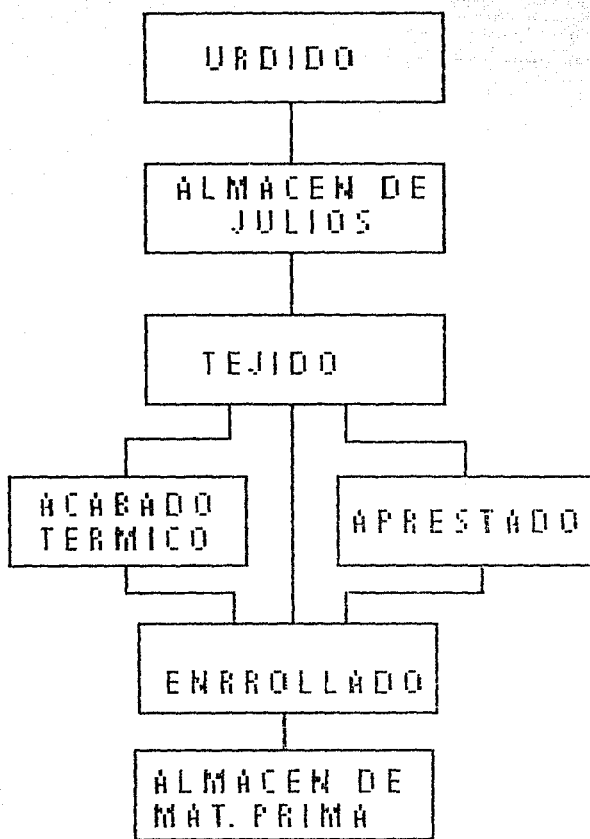 URDIDO
ALMACEN DE
JULIOS
TEJIDO
ACABADO
TERMICO
APRESTADO
ENRROLLADO
ALMACEN DE
MAT. PRIMA